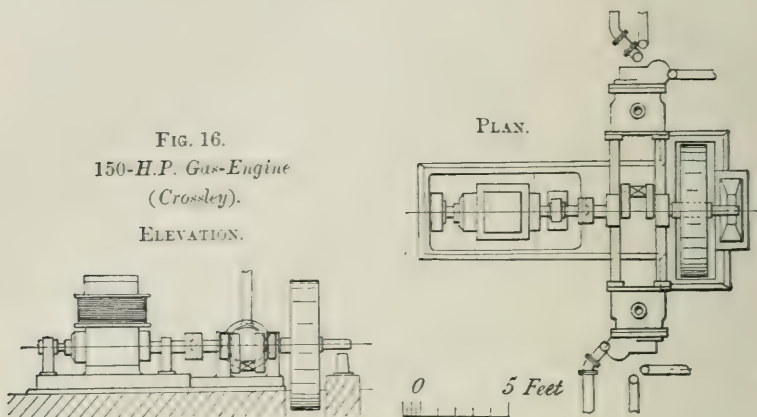 FIG. 16.
150-H.P. Gas-Engine
(Crossley).
ELEVATION.
PLAN.
0 5 Feet